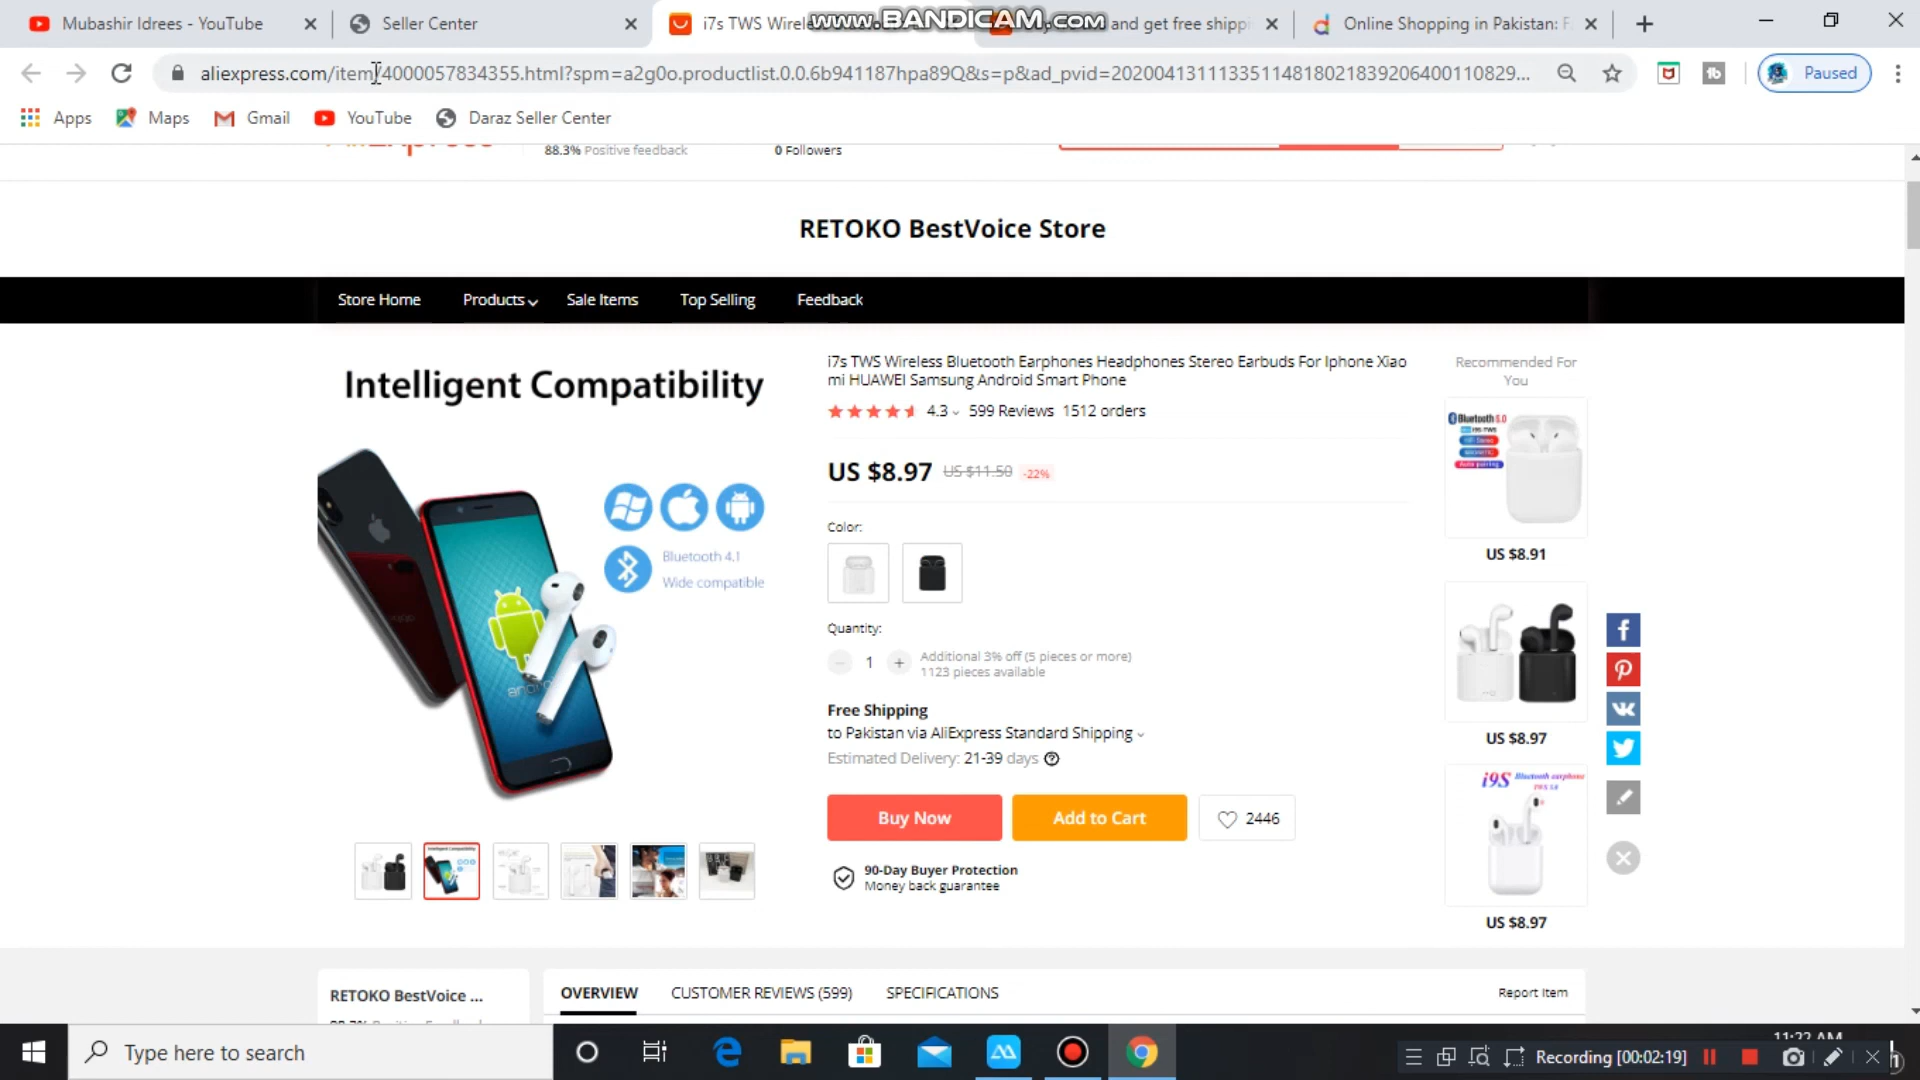 Mubashir Idrees - YouTube
Seller Center
i7s TWS Wirel
www.BANDICAM.com
and get free shippi
Online Shopping in Pakistan: F
aliexpress.com/item/4000057834355.html?spm=a2g0o.productlist.0.0.6b941187hpa89Q&s=p&ad_pvid=20200413111335114818021839206400110829...
Paused
Apps
Maps
Gmail
YouTube
Daraz Seller Center
88.3% Positive feedback
0 Followers
RETOKO BestVoice Store
Store Home
Products
Sale Items
Top Selling
Feedback
Intelligent Compatibility
Bluetooth 4.1
Wide compatible
i7s TWS Wireless Bluetooth Earphones Headphones Stereo Earbuds For Iphone Xiao
mi HUAWEI Samsung Android Smart Phone
4.3
599 Reviews
1512 orders
US $8.97
US $11.50
-22%
Color:
Quantity:
1
Additional 3% off (5 pieces or more)
1123 pieces available
Free Shipping
to Pakistan via AliExpress Standard Shipping
Estimated Delivery: 21-39 days
Buy Now
Add to Cart
2446
90-Day Buyer Protection
Money back guarantee
Recommended For
You
Bluetooth 5.0
US $8.91
US $8.97
i9S Bluetooth earphone
US $8.97
RETOKO BestVoice ...
OVERVIEW
CUSTOMER REVIEWS (599)
SPECIFICATIONS
Report Item
Type here to search
11:22 AM
Recording [00:02:19]